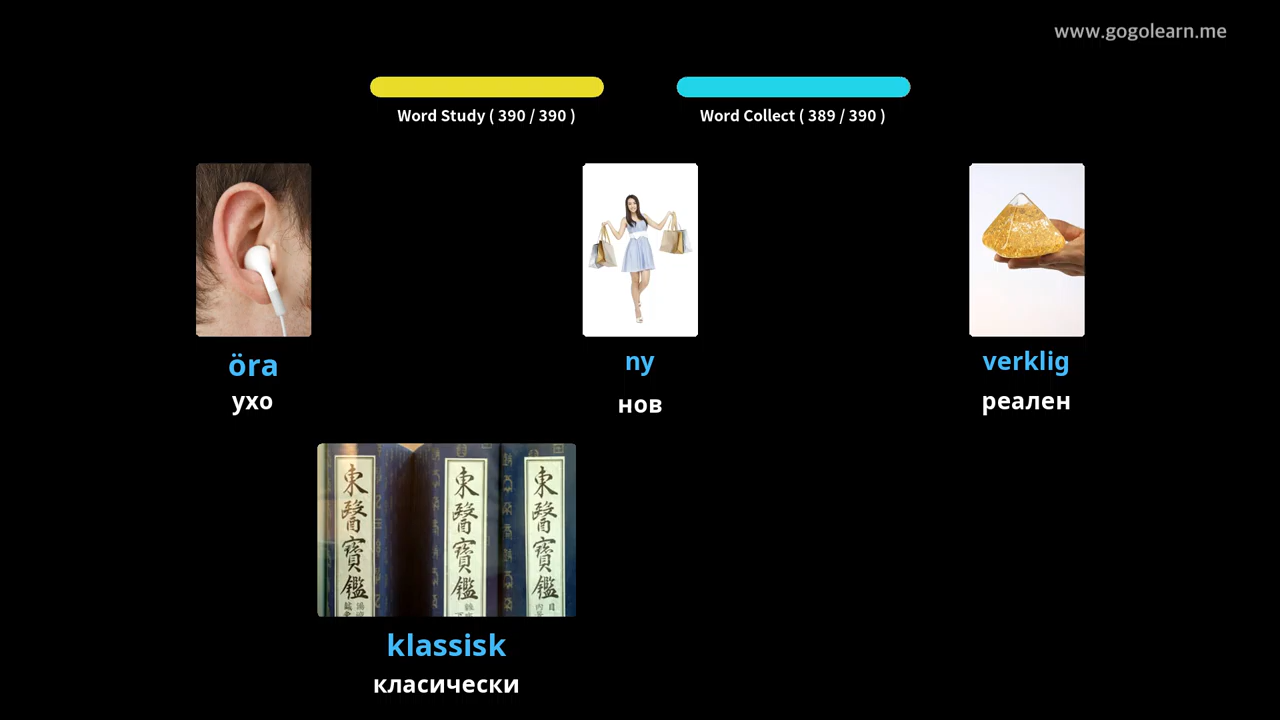 www.gogolearn.me
Word Study ( 390 / 390 )
Word Collect ( 389 / 390 )
öra
ухо
ny
нов
verklig
реален
東醫寶鑑
東醫寶鑑
東醫寶鑑
klassisk
класически